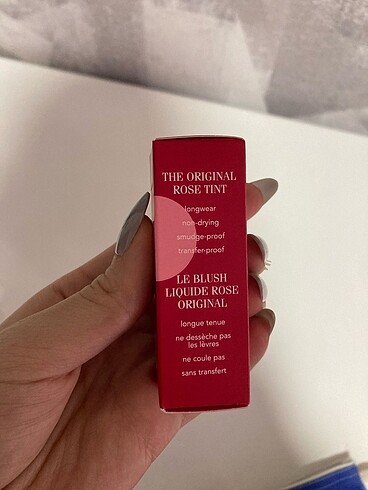 THE ORIGINAL
ROSE TINT
longwear
non-drying
smudge-proof
transfer-proof
LE BLUSH
LIQUIDE ROSE
ORIGINAL
longue tenue
ne dessèche pas
les lèvres
ne coule pas
sans transfert